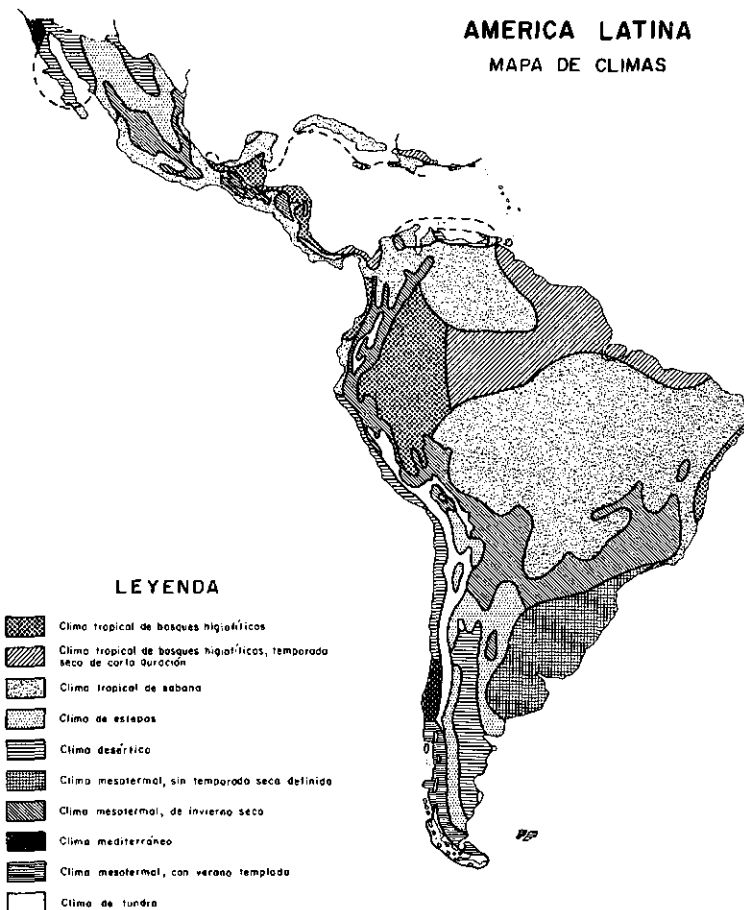 AMERICA LATINA
MAPA DE CLIMAS
LEYENDA
Clima tropical de bosques higrofíticos
Clima tropical de bosques higrofíticos, temporada
seca de corta duración
Clima tropical de sabana
Clima de estepas
Clima desértico
Clima mesotermal, sin temporada seca definida
Clima mesotermal, de invierno seco
Clima mediterráneo
Clima mesotermal, con verano templado
Clima de tundra